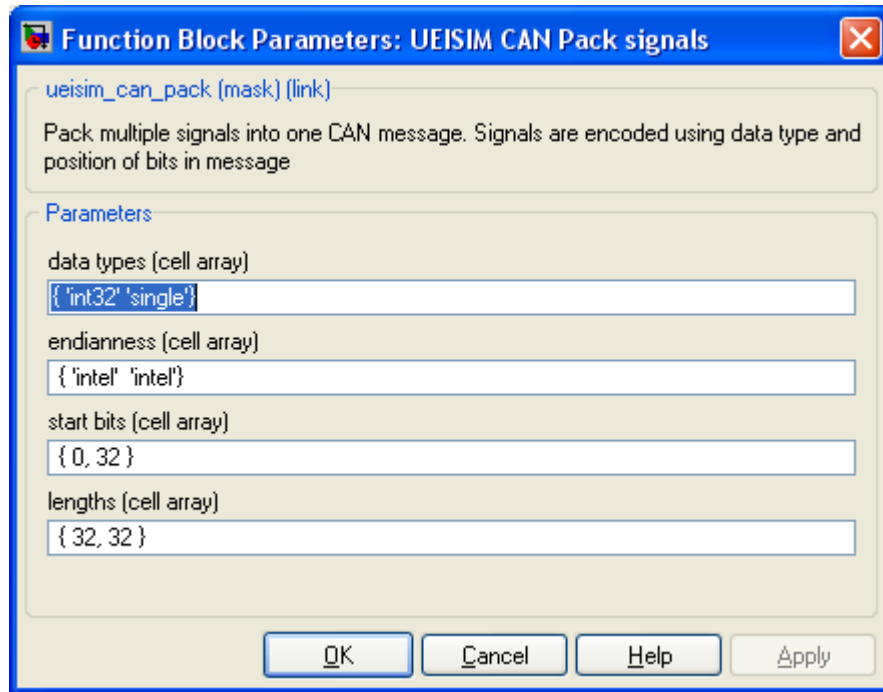 Function Block Parameters: UEISIM CAN Pack signals
ueisim_can_pack (mask) (link)
Pack multiple signals into one CAN message. Signals are encoded using data type and
position of bits in message
Parameters
data types (cell array)
{ 'int32' 'single'}
endianness (cell array)
{ 'intel'  'intel'}
start bits (cell array)
{ 0, 32 }
lengths (cell array)
{ 32, 32 }
OK Cancel Help Apply